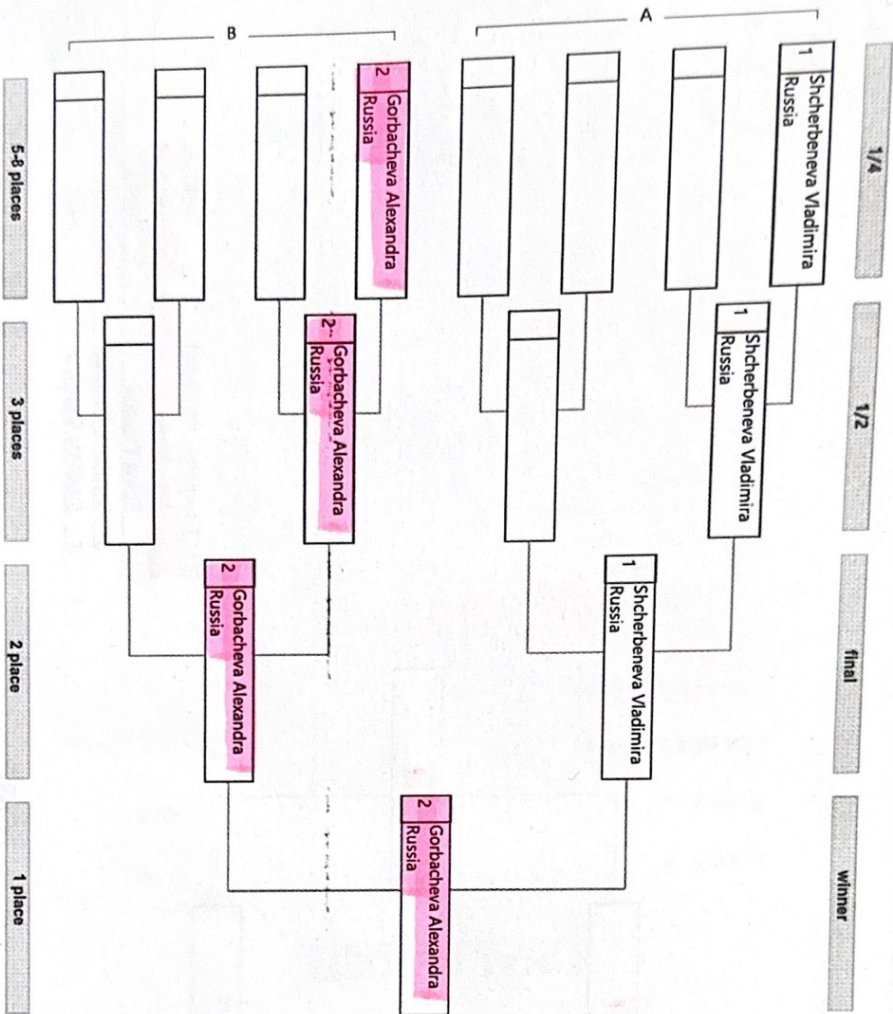 1/4
1/2
final
winner
A
1
Shcherbeneva Vladimira
Russia
1
Shcherbeneva Vladimira
Russia
1
Shcherbeneva Vladimira
Russia
B
2
Gorbacheva Alexandra
Russia
2
Gorbacheva Alexandra
Russia
2
Gorbacheva Alexandra
Russia
2
Gorbacheva Alexandra
Russia
5-8 places
3 places
2 place
1 place